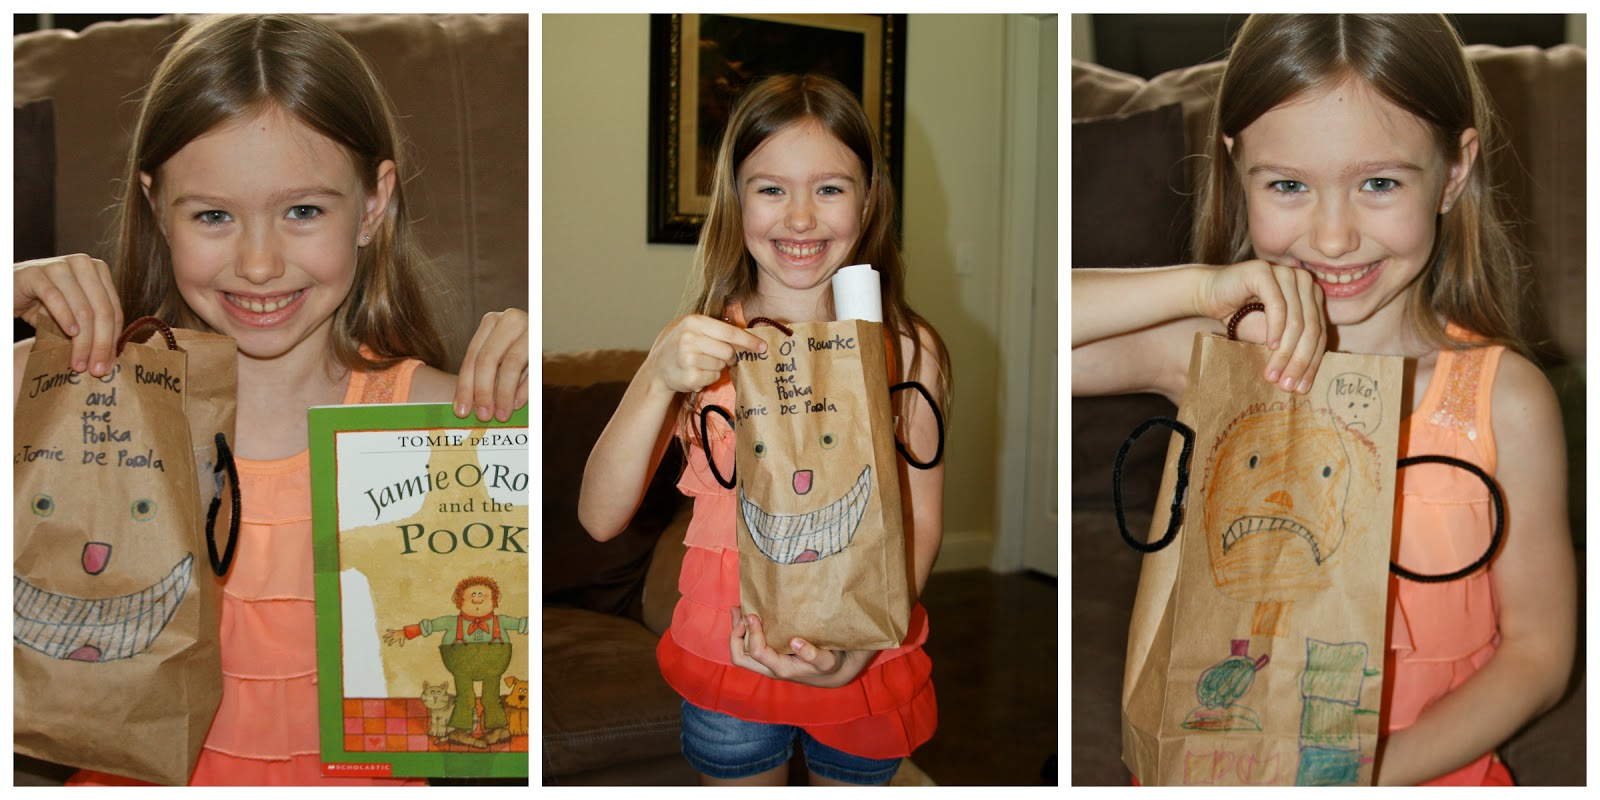 Jamie O' Rourke
and
the
Pooka
: Tomie De Paola
TOMIE DEPAO
Jamie O'Ro
and the
POOK
SCHOLASTIC
amie O' Rourke
and
the
Pooka
Tomie De Paola
Pooka!